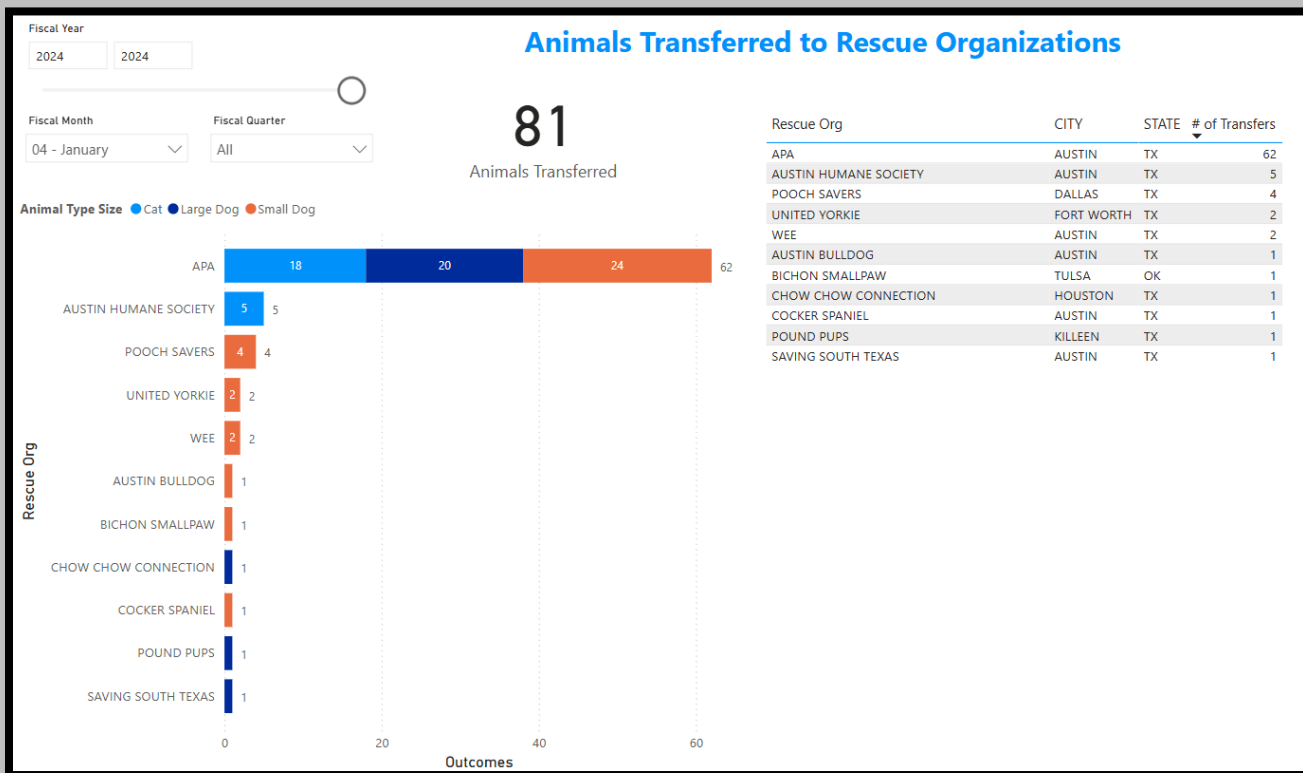 Fiscal Year
2024 2024
Animals Transferred to Rescue Organizations
Fiscal Month
04 - January
Fiscal Quarter
All
81
Animals Transferred
Animal Type Size Cat Large Dog Small Dog
Rescue Org
APA 18 20 24 62
AUSTIN HUMANE SOCIETY 5 5
POOCH SAVERS 4 4
UNITED YORKIE 2 2
WEE 2 2
AUSTIN BULLDOG 1
BICHON SMALLPAW 1
CHOW CHOW CONNECTION 1
COCKER SPANIEL 1
POUND PUPS 1
SAVING SOUTH TEXAS 1
0 20 40 60
Outcomes
Rescue Org CITY STATE # of Transfers
APA AUSTIN TX 62
AUSTIN HUMANE SOCIETY AUSTIN TX 5
POOCH SAVERS DALLAS TX 4
UNITED YORKIE FORT WORTH TX 2
WEE AUSTIN TX 2
AUSTIN BULLDOG AUSTIN TX 1
BICHON SMALLPAW TULSA OK 1
CHOW CHOW CONNECTION HOUSTON TX 1
COCKER SPANIEL AUSTIN TX 1
POUND PUPS KILLEEN TX 1
SAVING SOUTH TEXAS AUSTIN TX 1